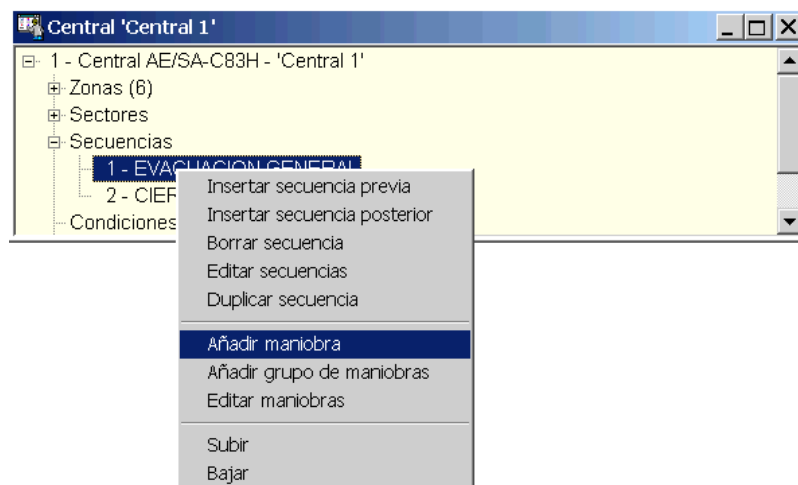 Central 'Central 1'
1 - Central AE/SA-C83H - 'Central 1'
Zonas (6)
Sectores
Secuencias
1 - EVACUACION GENERAL
2 - CIER
Condiciones
Insertar secuencia previa
Insertar secuencia posterior
Borrar secuencia
Editar secuencias
Duplicar secuencia
Añadir maniobra
Añadir grupo de maniobras
Editar maniobras
Subir
Bajar